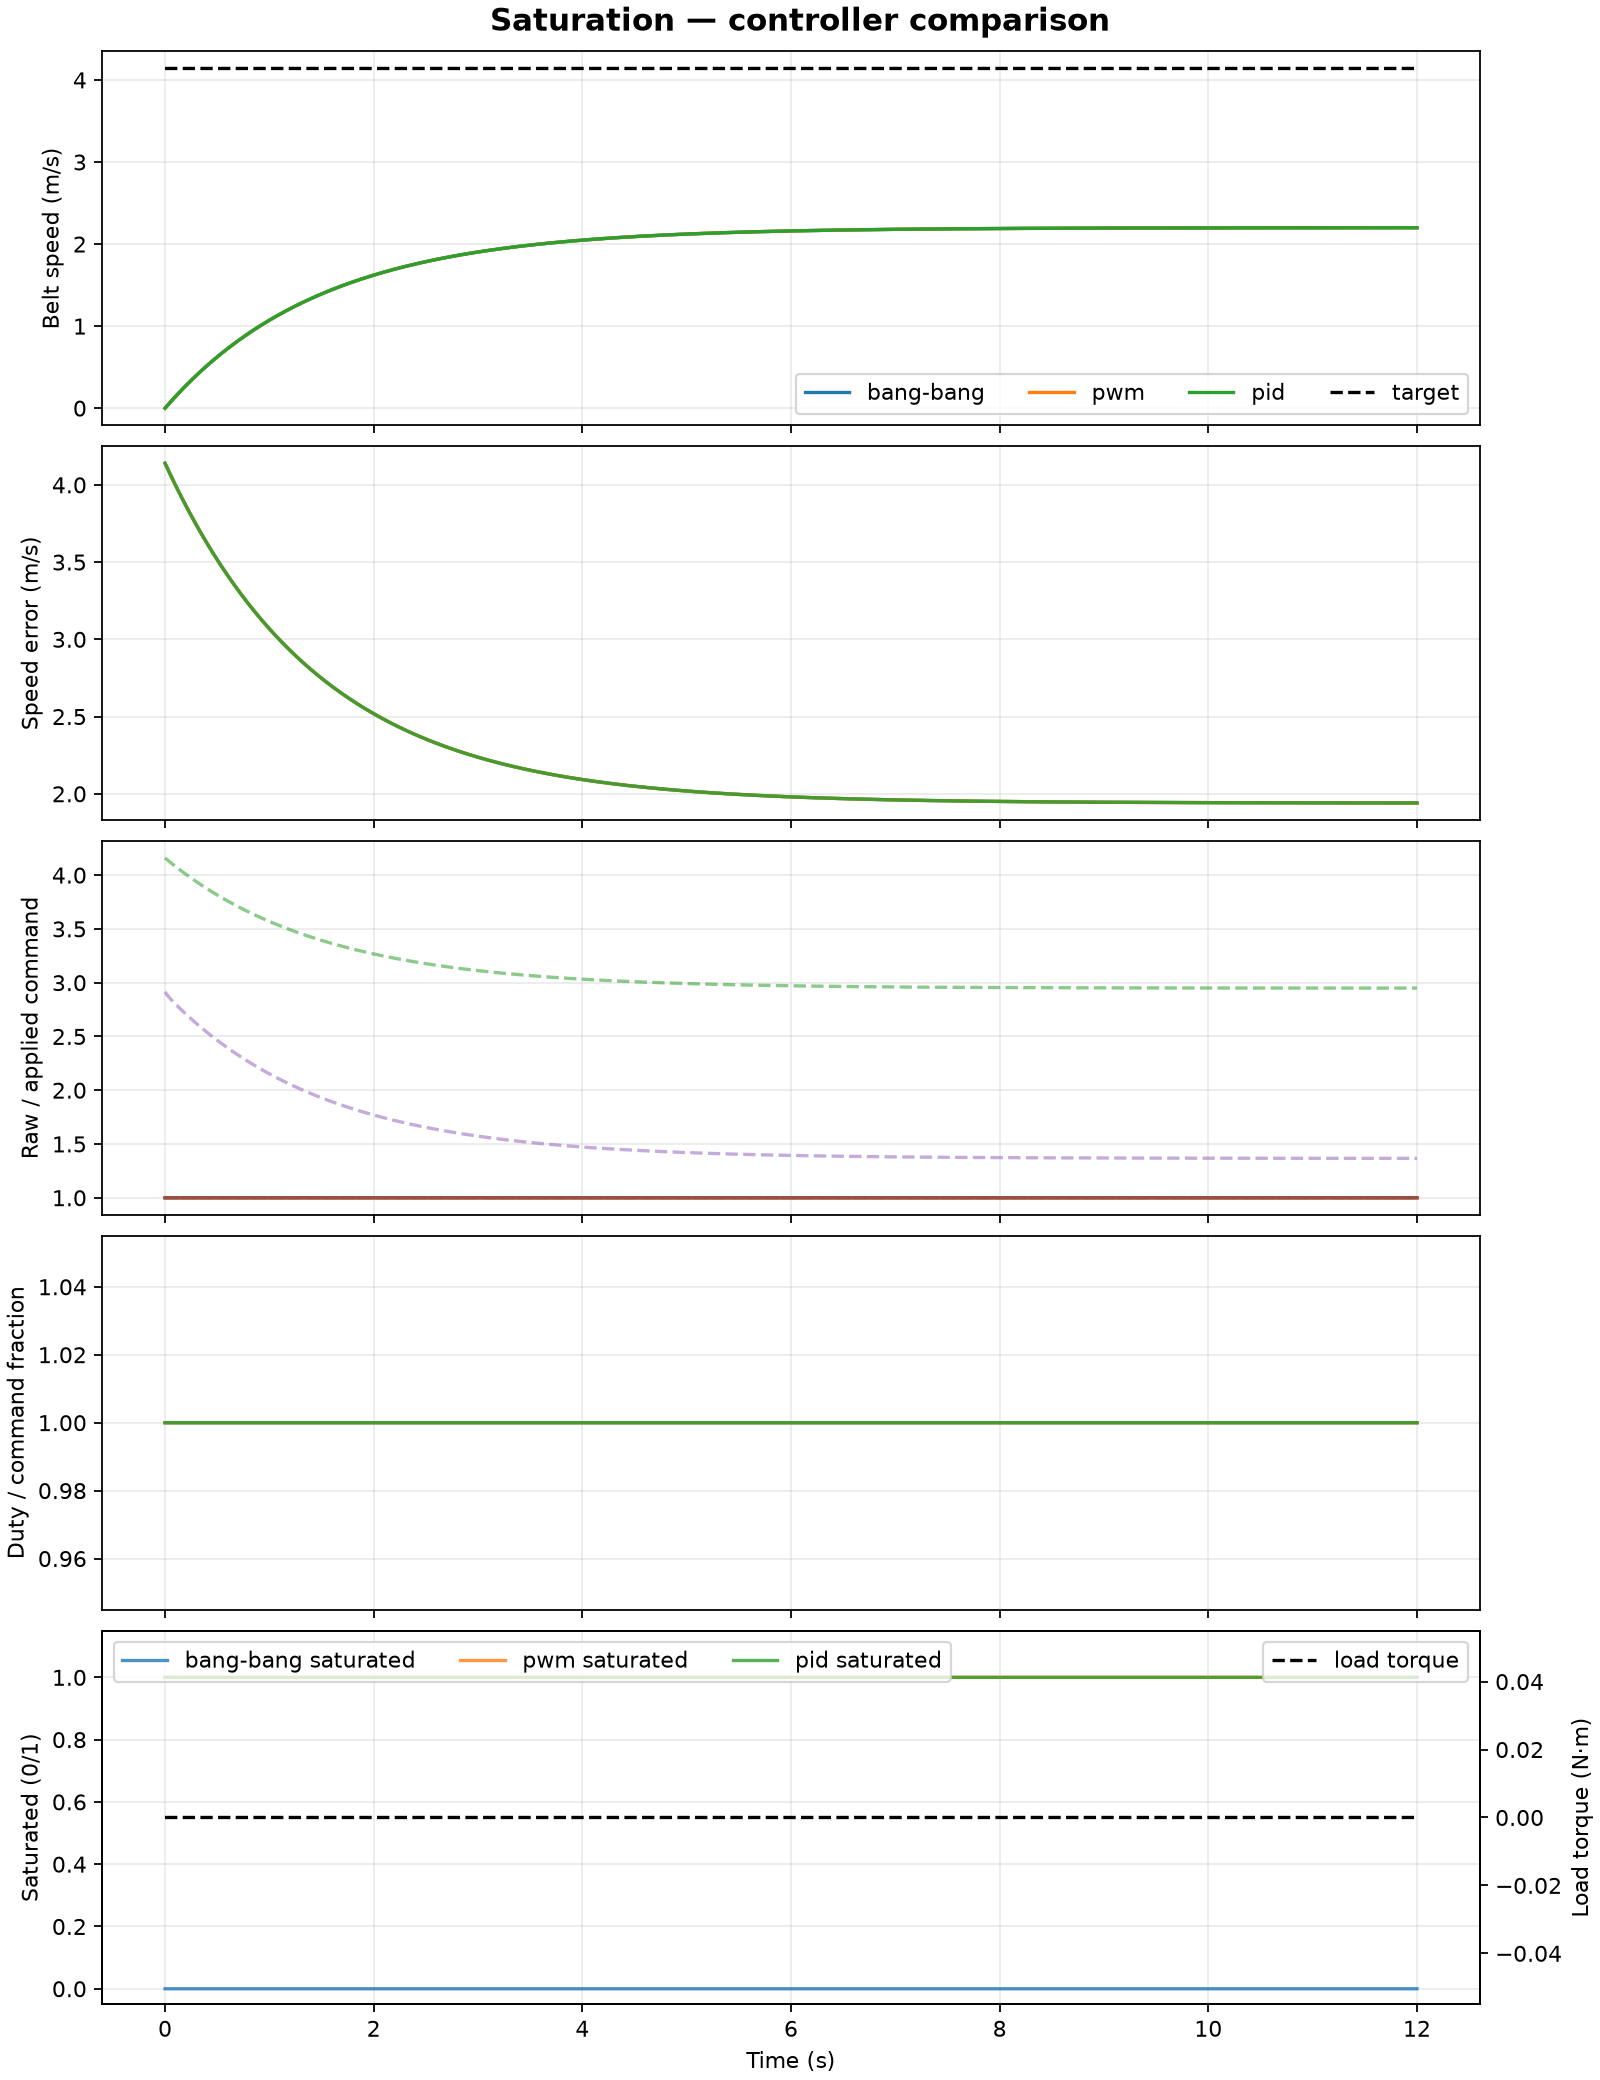 Saturation — controller comparison
4
3
2
1
0
Belt speed (m/s)
bang-bang pwm pid target
4.0
3.5
3.0
2.5
2.0
Speed error (m/s)
4.0
3.5
3.0
2.5
2.0
1.5
1.0
Raw / applied command
1.04
1.02
1.00
0.98
0.96
Duty / command fraction
bang-bang saturated pwm saturated pid saturated
load torque
1.0
0.8
0.6
0.4
0.2
0.0
Saturated (0/1)
0.04
0.02
0.00
−0.02
−0.04
Load torque (N·m)
0 2 4 6 8 10 12
Time (s)